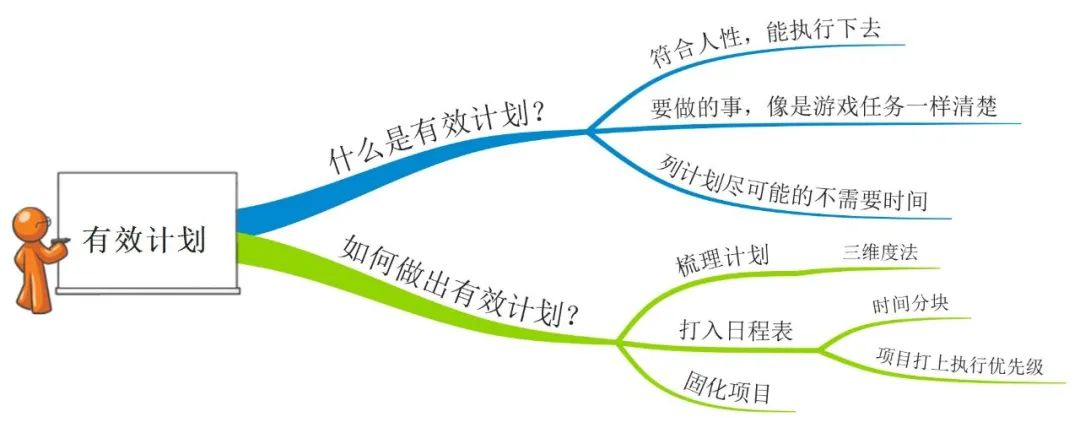 有效计划
什么是有效计划？
符合人性，能执行下去
要做的事，像是游戏任务一样清楚
列计划尽可能的不需要时间
如何做出有效计划？
梳理计划
三维度法
打入日程表
时间分块
项目打上执行优先级
固化项目